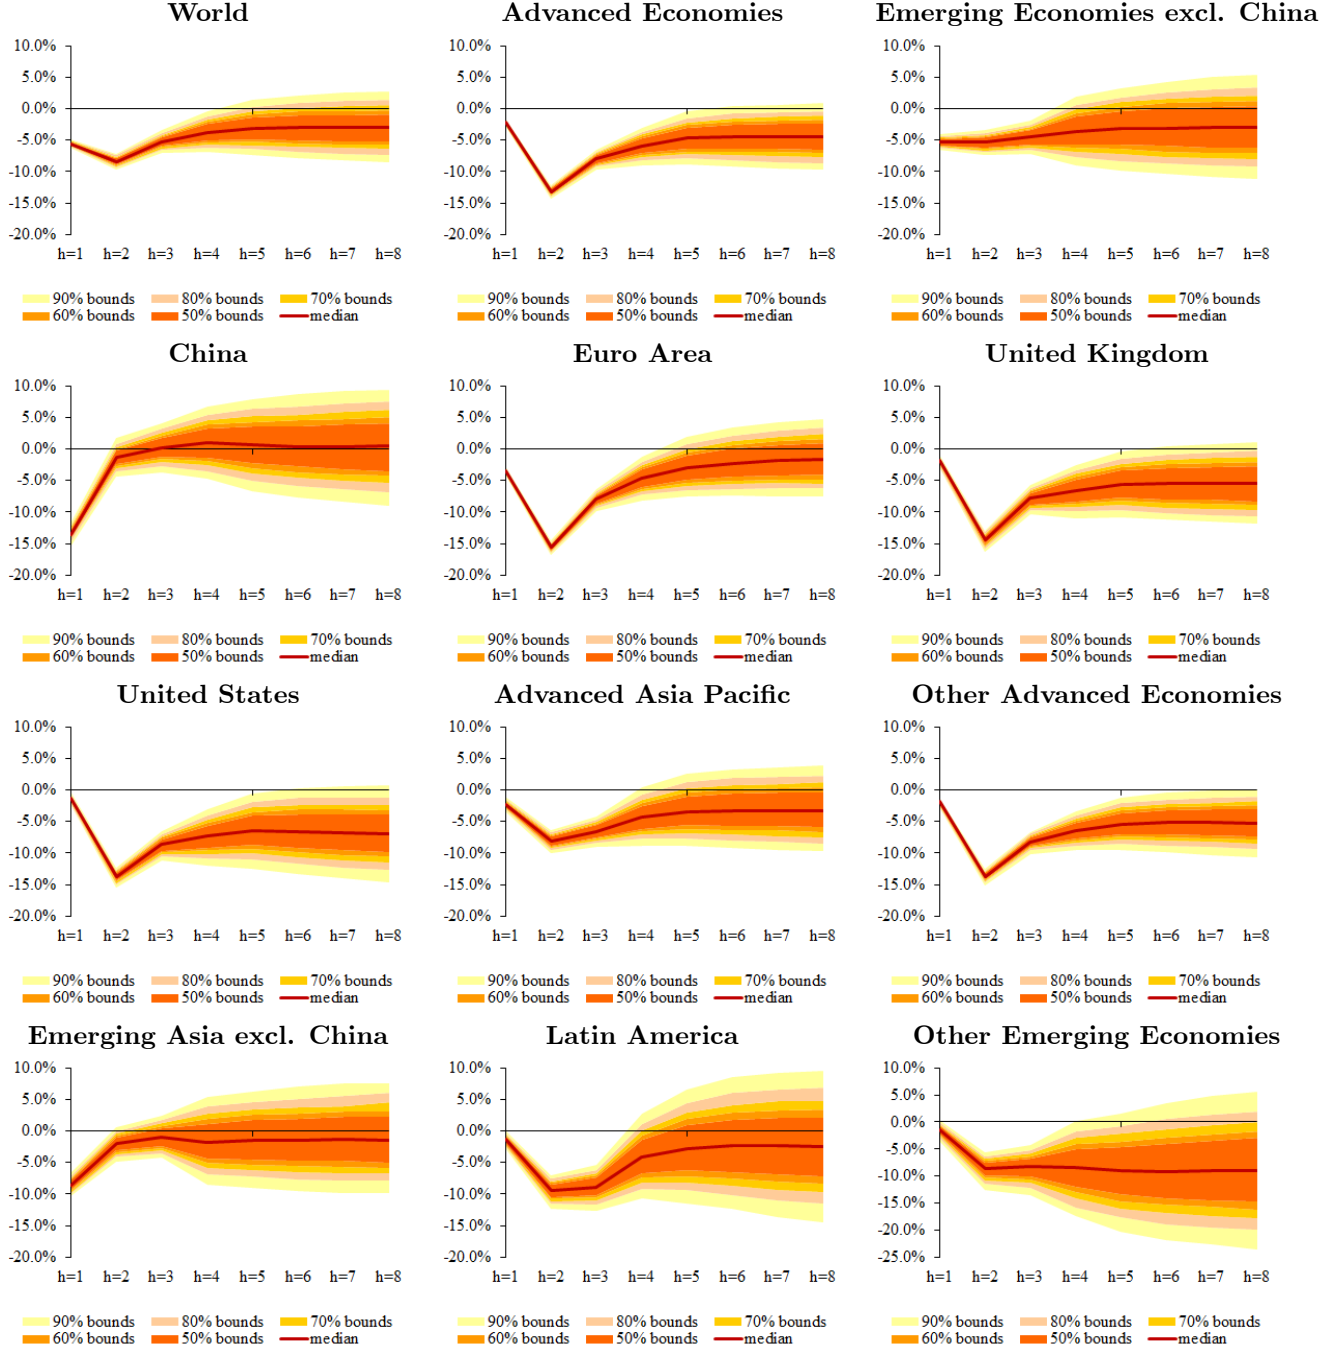 World
Advanced Economies
Emerging Economies excl. China
10.0%
5.0%
0.0%
-5.0%
-10.0%
-15.0%
-20.0%
h=1 h=2 h=3 h=4 h=5 h=6 h=7 h=8
90% bounds 80% bounds 70% bounds
60% bounds 50% bounds median
10.0%
5.0%
0.0%
-5.0%
-10.0%
-15.0%
-20.0%
h=1 h=2 h=3 h=4 h=5 h=6 h=7 h=8
90% bounds 80% bounds 70% bounds
60% bounds 50% bounds median
10.0%
5.0%
0.0%
-5.0%
-10.0%
-15.0%
-20.0%
h=1 h=2 h=3 h=4 h=5 h=6 h=7 h=8
90% bounds 80% bounds 70% bounds
60% bounds 50% bounds median
China
Euro Area
United Kingdom
10.0%
5.0%
0.0%
-5.0%
-10.0%
-15.0%
-20.0%
h=1 h=2 h=3 h=4 h=5 h=6 h=7 h=8
90% bounds 80% bounds 70% bounds
60% bounds 50% bounds median
10.0%
5.0%
0.0%
-5.0%
-10.0%
-15.0%
-20.0%
h=1 h=2 h=3 h=4 h=5 h=6 h=7 h=8
90% bounds 80% bounds 70% bounds
60% bounds 50% bounds median
10.0%
5.0%
0.0%
-5.0%
-10.0%
-15.0%
-20.0%
h=1 h=2 h=3 h=4 h=5 h=6 h=7 h=8
90% bounds 80% bounds 70% bounds
60% bounds 50% bounds median
United States
Advanced Asia Pacific
Other Advanced Economies
10.0%
5.0%
0.0%
-5.0%
-10.0%
-15.0%
-20.0%
h=1 h=2 h=3 h=4 h=5 h=6 h=7 h=8
90% bounds 80% bounds 70% bounds
60% bounds 50% bounds median
10.0%
5.0%
0.0%
-5.0%
-10.0%
-15.0%
-20.0%
h=1 h=2 h=3 h=4 h=5 h=6 h=7 h=8
90% bounds 80% bounds 70% bounds
60% bounds 50% bounds median
10.0%
5.0%
0.0%
-5.0%
-10.0%
-15.0%
-20.0%
h=1 h=2 h=3 h=4 h=5 h=6 h=7 h=8
90% bounds 80% bounds 70% bounds
60% bounds 50% bounds median
Emerging Asia excl. China
Latin America
Other Emerging Economies
10.0%
5.0%
0.0%
-5.0%
-10.0%
-15.0%
-20.0%
h=1 h=2 h=3 h=4 h=5 h=6 h=7 h=8
90% bounds 80% bounds 70% bounds
60% bounds 50% bounds median
10.0%
5.0%
0.0%
-5.0%
-10.0%
-15.0%
-20.0%
h=1 h=2 h=3 h=4 h=5 h=6 h=7 h=8
90% bounds 80% bounds 70% bounds
60% bounds 50% bounds median
10.0%
5.0%
0.0%
-5.0%
-10.0%
-15.0%
-20.0%
-25.0%
h=1 h=2 h=3 h=4 h=5 h=6 h=7 h=8
90% bounds 80% bounds 70% bounds
60% bounds 50% bounds median